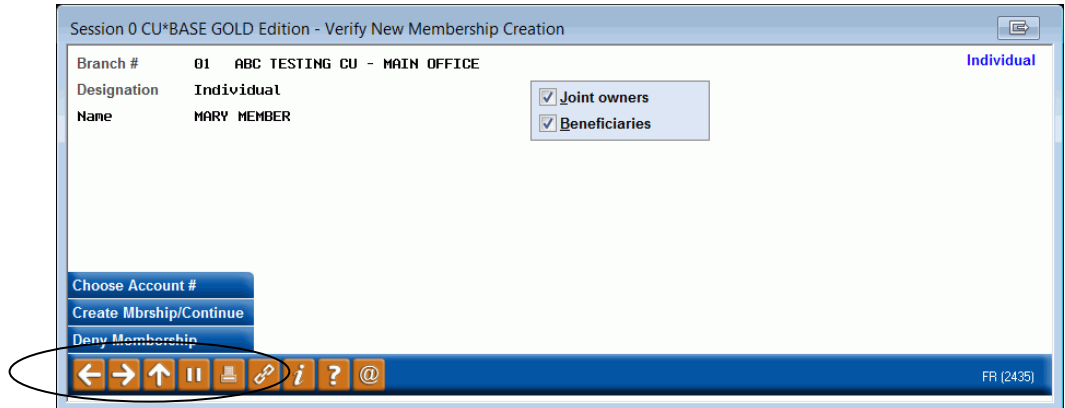 Session 0 CU*BASE GOLD Edition - Verify New Membership Creation
Branch # 01 ABC TESTING CU - MAIN OFFICE
Individual
Designation Individual
Joint owners
Name MARY MEMBER
Beneficiaries
Choose Account #
Create Mbrship/Continue
Deny Membership
i ? @
FR (2435)